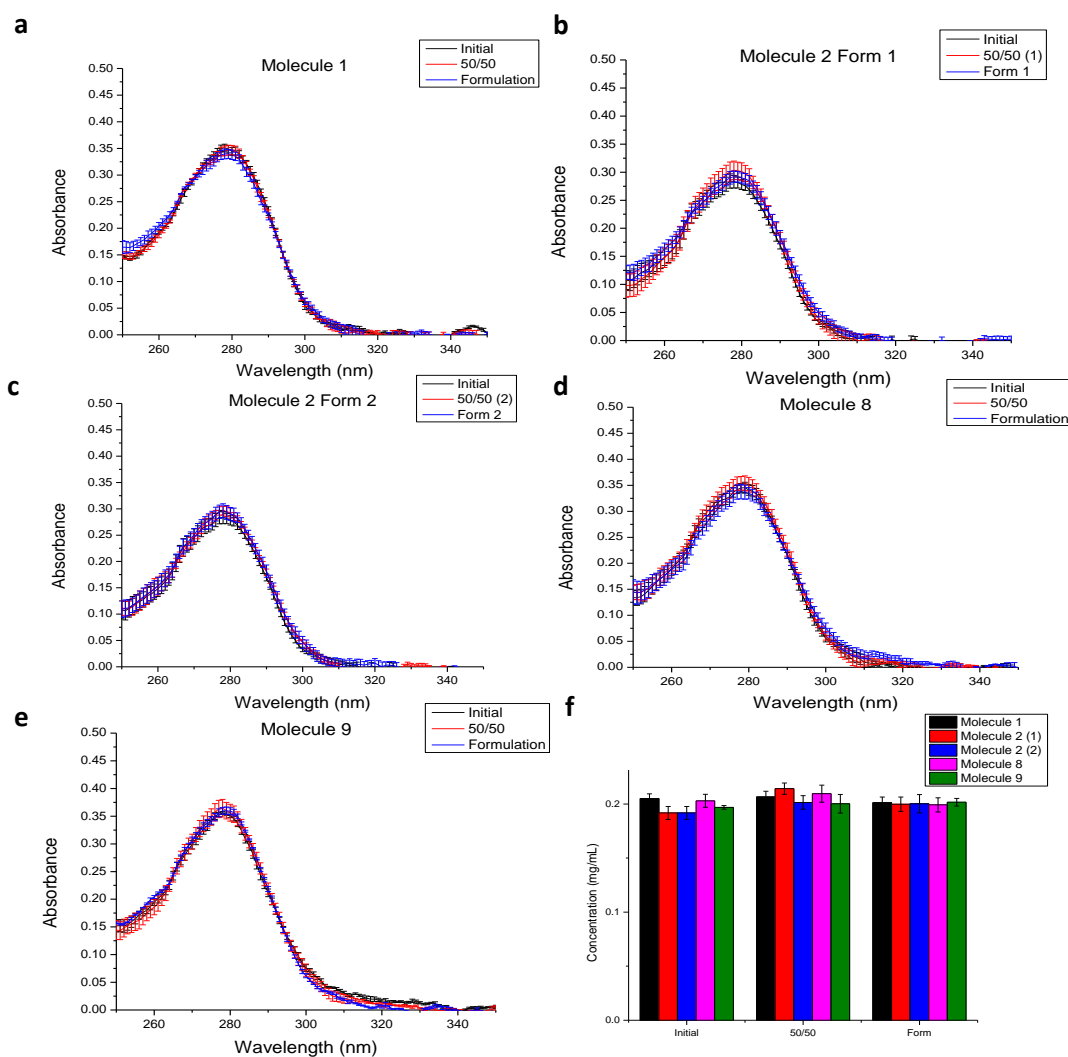 a
Molecule 1
Initial
50/50
Formulation
0.50
0.45
0.40
0.35
0.30
0.25
0.20
0.15
0.10
0.05
0.00
Absorbance
260 280 300 320 340
Wavelength (nm)
b
Molecule 2 Form 1
Initial
50/50 (1)
Form 1
0.50
0.45
0.40
0.35
0.30
0.25
0.20
0.15
0.10
0.05
0.00
Absorbance
260 280 300 320 340
Wavelength (nm)
c
Molecule 2 Form 2
Initial
50/50 (2)
Form 2
0.50
0.45
0.40
0.35
0.30
0.25
0.20
0.15
0.10
0.05
0.00
Absorbance
260 280 300 320 340
Wavelength (nm)
d
Molecule 8
Initial
50/50
Formulation
0.50
0.45
0.40
0.35
0.30
0.25
0.20
0.15
0.10
0.05
0.00
Absorbance
260 280 300 320 340
Wavelength (nm)
e
Molecule 9
Initial
50/50
Formulation
0.50
0.45
0.40
0.35
0.30
0.25
0.20
0.15
0.10
0.05
0.00
Absorbance
260 280 300 320 340
Wavelength (nm)
f
Molecule 1
Molecule 2 (1)
Molecule 2 (2)
Molecule 8
Molecule 9
0.2
0.0
Concentration (mg/mL)
Initial 50/50 Form